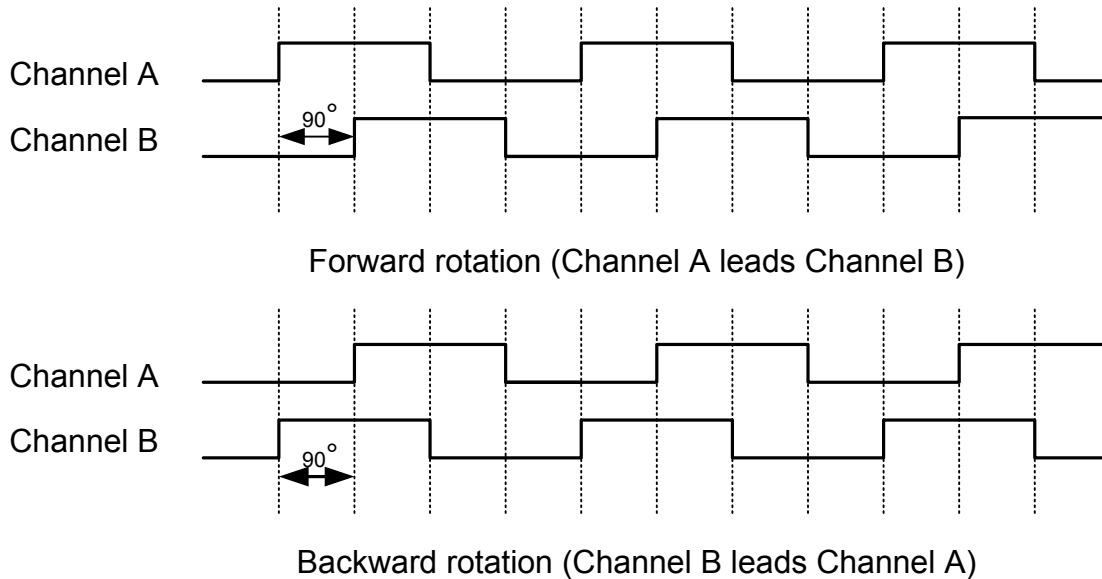 Channel A
90°
Channel B
Forward rotation (Channel A leads Channel B)
Channel A
Channel B
90°
Backward rotation (Channel B leads Channel A)